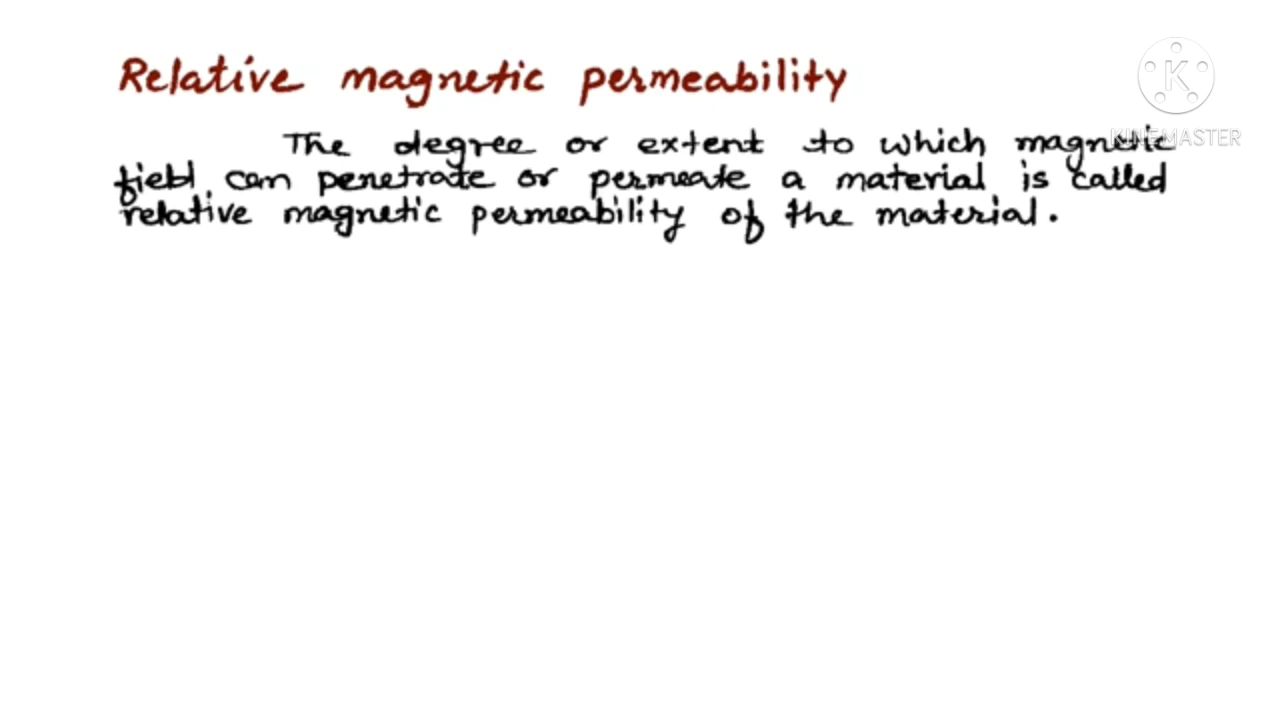 Relative magnetic permeability
K
KINEMASTER
The degree or extent to which magnetic
field can penetrate or permeate a material is called
relative magnetic permeability of the material.